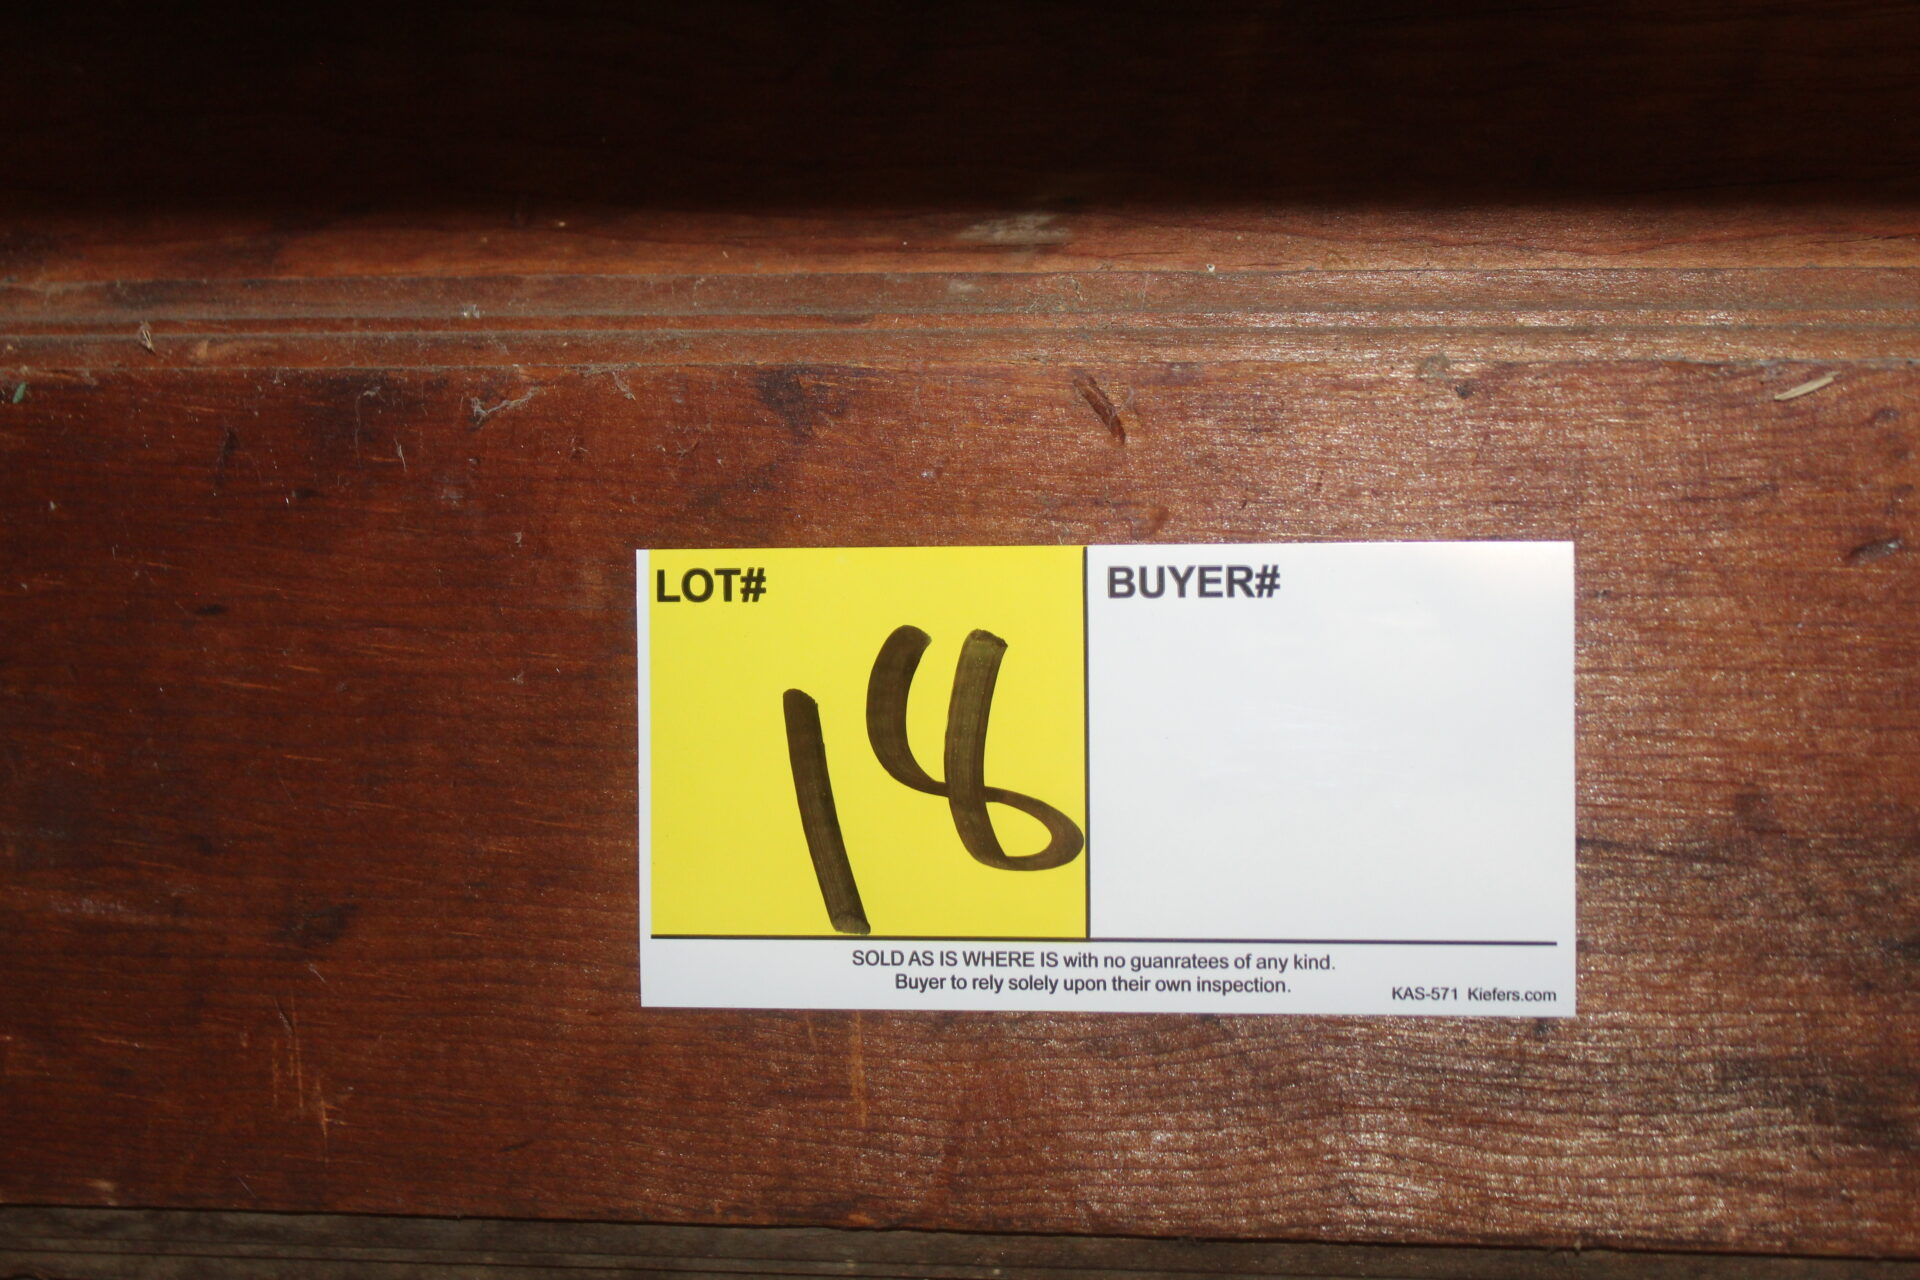 LOT# BUYER#
18
SOLD AS IS WHERE IS with no guanratees of any kind.
Buyer to rely solely upon their own inspection.
KAS-571 Kiefers.com